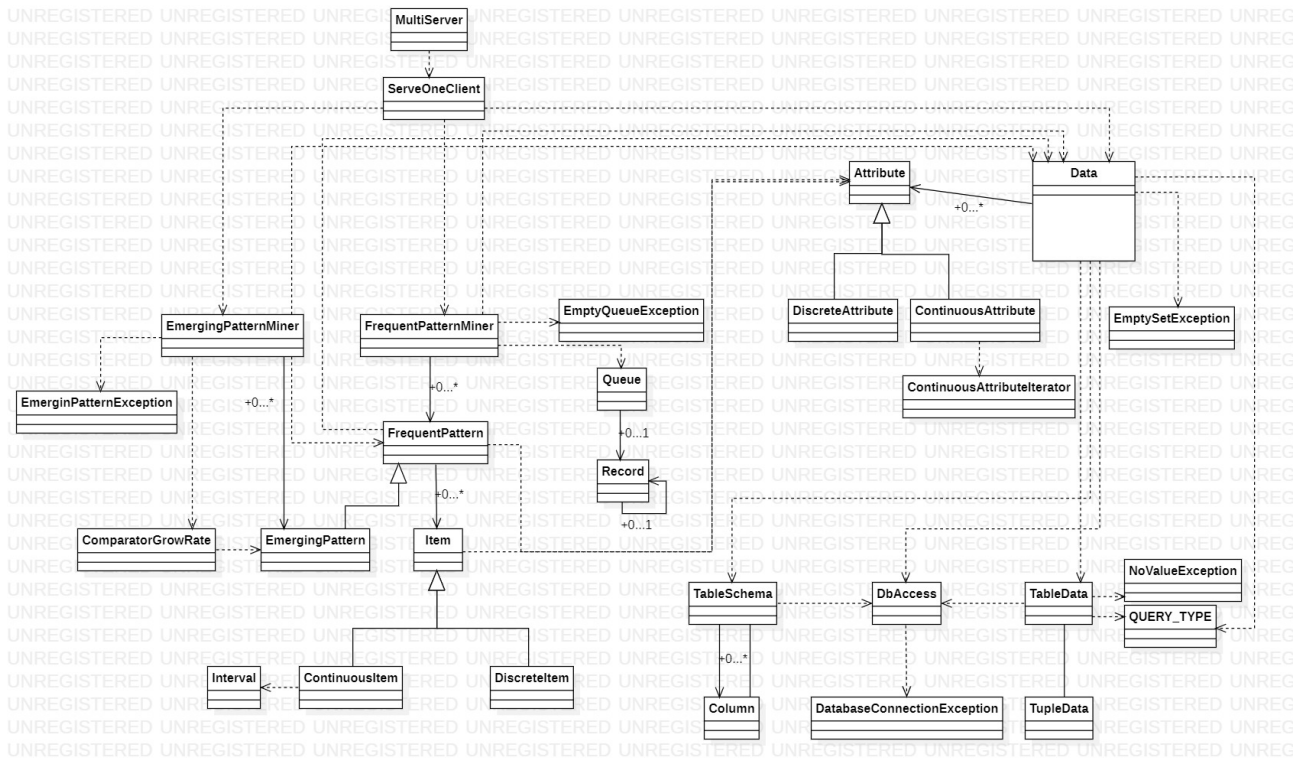 MultiServer
ServeOneClient
Attribute
Data
+0...*
EmergingPatternMiner
FrequentPatternMiner
EmptyQueueException
DiscreteAttribute
ContinuousAttribute
EmptySetException
EmerginPatternException
+0...*
+0...*
Queue
ContinuousAttributeIterator
FrequentPattern
+0...1
Record
+0...*
+0...1
ComparatorGrowRate
EmergingPattern
Item
TableSchema
DbAccess
TableData
NoValueException
QUERY_TYPE
+0...*
Interval
ContinuousItem
DiscreteItem
Column
DatabaseConnectionException
TupleData
UNREGISTERED